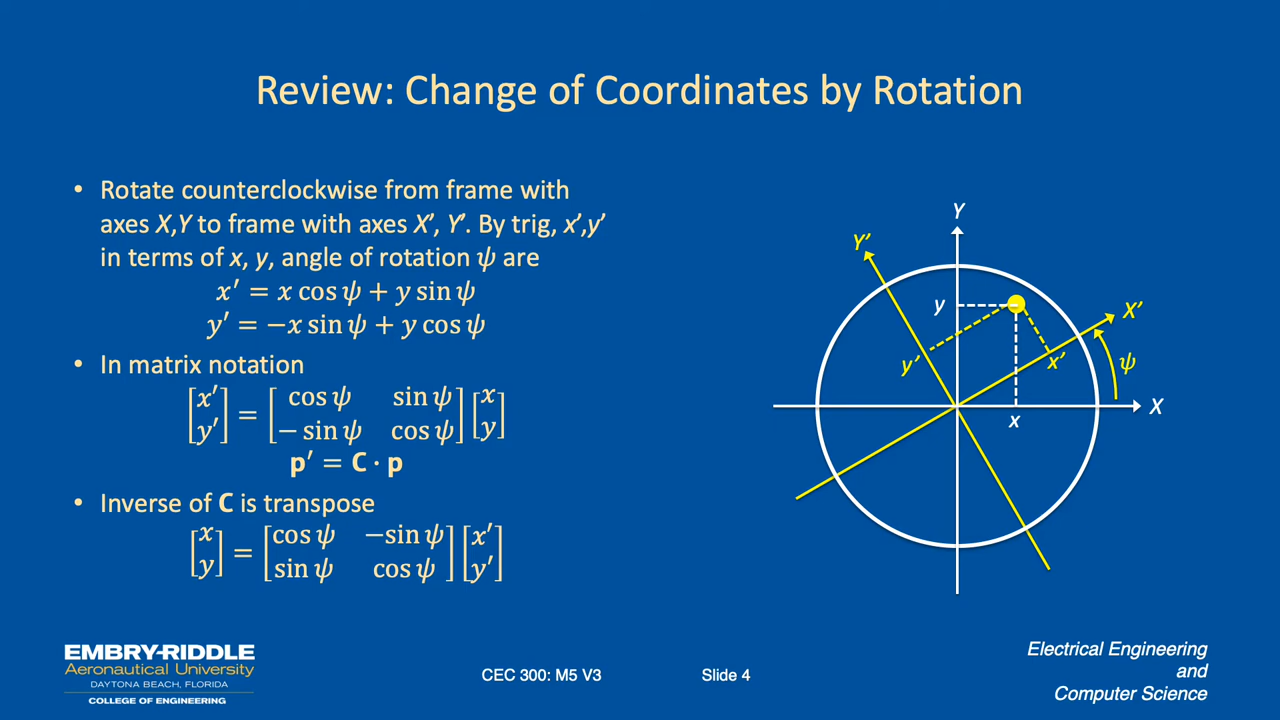 Review: Change of Coordinates by Rotation
• Rotate counterclockwise from frame with
axes X,Y to frame with axes X’, Y’. By trig, x’,y’
in terms of x, y, angle of rotation ψ are
x′ = x cos ψ + y sin ψ
y′ = −x sin ψ + y cos ψ
• In matrix notation
[x′ y′] = [cos ψ sin ψ − sin ψ cos ψ] [x y]
p′ = C · p
• Inverse of C is transpose
[x y] = [cos ψ −sin ψ sin ψ cos ψ] [x′ y′]
Y
Y’
y
X’
y’
x’
ψ
x
X
EMBRY-RIDDLE
Aeronautical University
DAYTONA BEACH, FLORIDA
COLLEGE OF ENGINEERING
CEC 300: M5 V3
Slide 4
Electrical Engineering
and
Computer Science